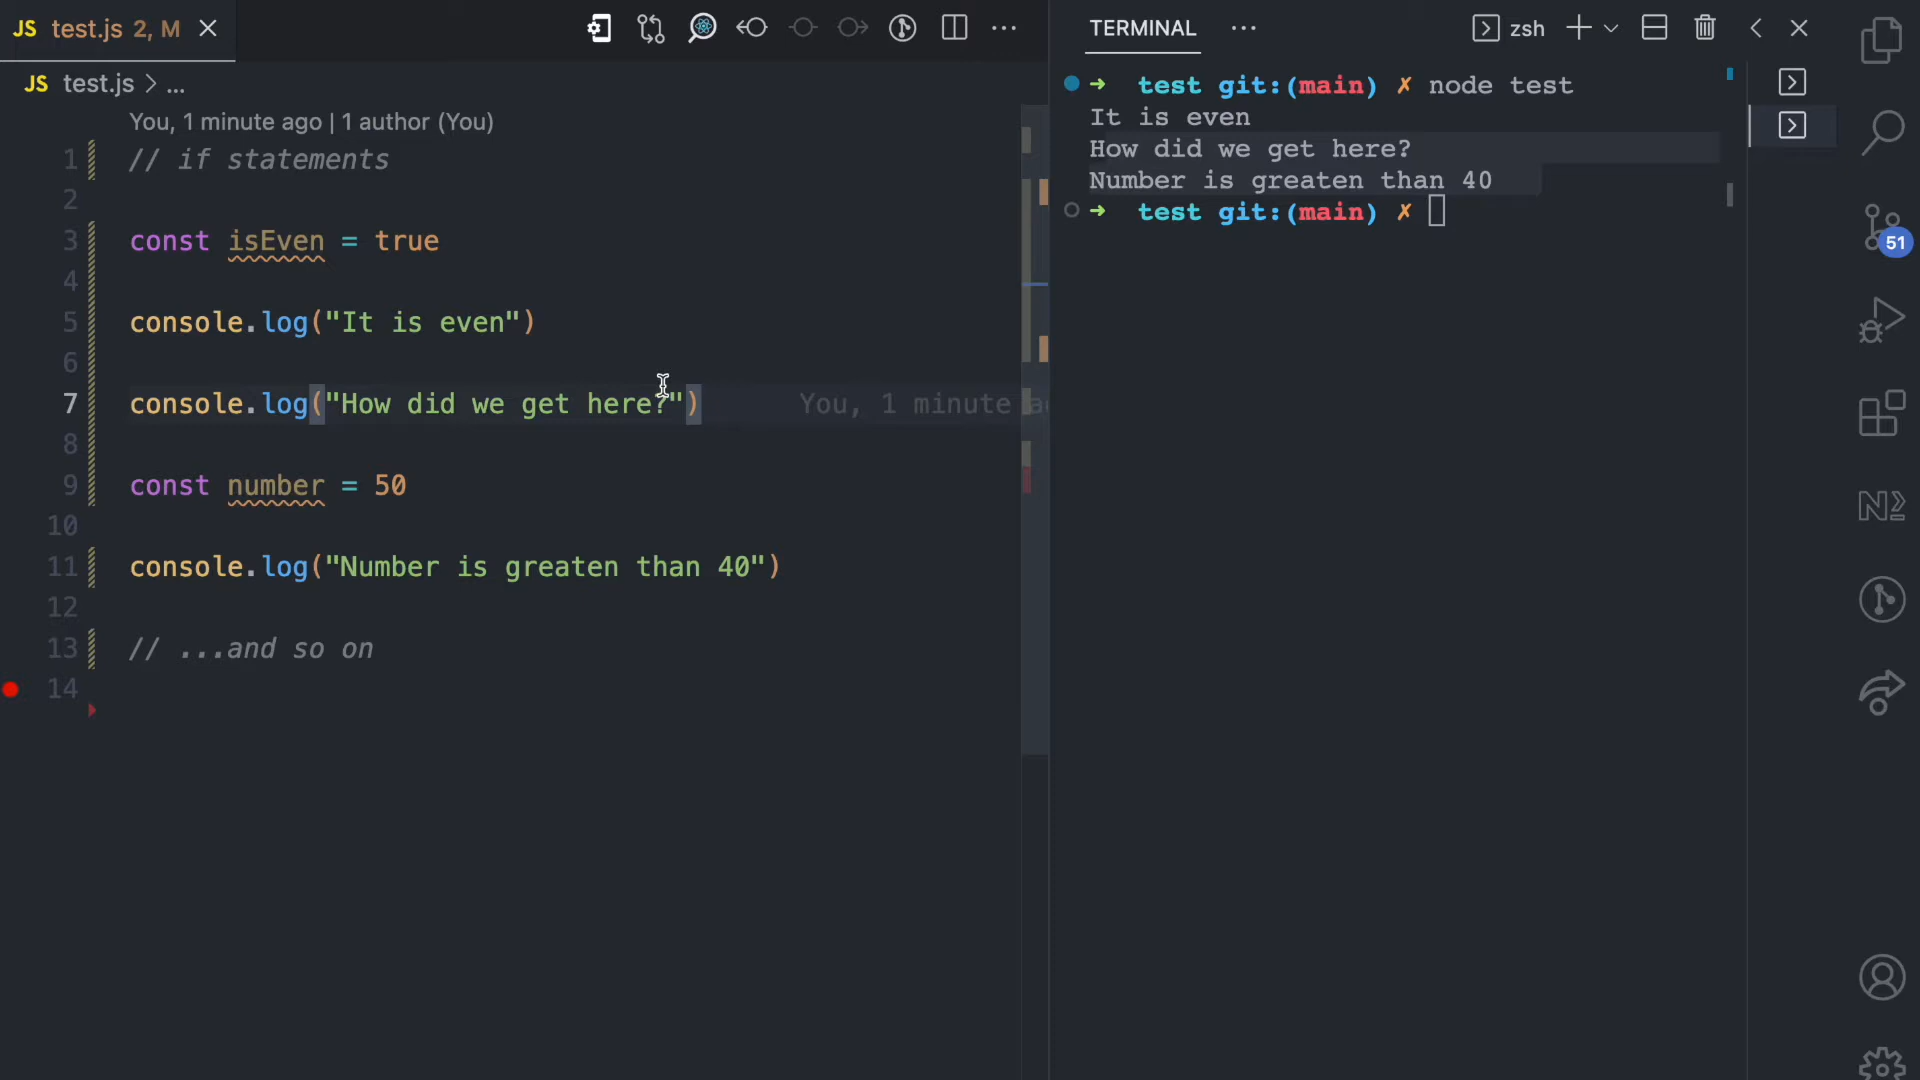 JS test.js 2, M
JS test.js > ...
You, 1 minute ago | 1 author (You)
1 // if statements
2
3 const isEven = true
4
5 console.log("It is even")
6
7 console.log("How did we get here?") You, 1 minute
8
9 const number = 50
10
11 console.log("Number is greaten than 40")
12
13 // ...and so on
14
TERMINAL
zsh
➜ test git:(main) ✗ node test
It is even
How did we get here?
Number is greaten than 40
➜ test git:(main) ✗
51